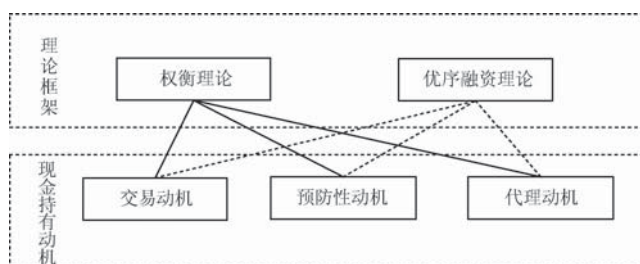 理论框架
权衡理论
优序融资理论
现金持有动机
交易动机
预防性动机
代理动机